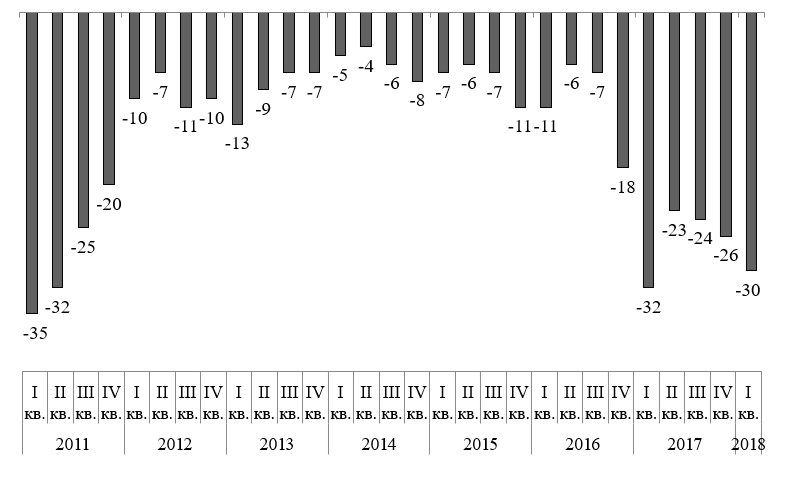 -35 -32 -25 -20 -10 -7 -11 -10 -13 -9 -7 -7 -5 -4 -6 -8 -7 -6 -7 -11 -11 -6 -7 -18 -32 -23 -24 -26 -30
I II III IV I II III IV I II III IV I II III IV I II III IV I II III IV I II III IV I
кв. кв. кв. кв. кв. кв. кв. кв. кв. кв. кв. кв. кв. кв. кв. кв. кв. кв. кв. кв. кв. кв. кв. кв. кв. кв. кв. кв. кв.
2011 2012 2013 2014 2015 2016 2017 2018